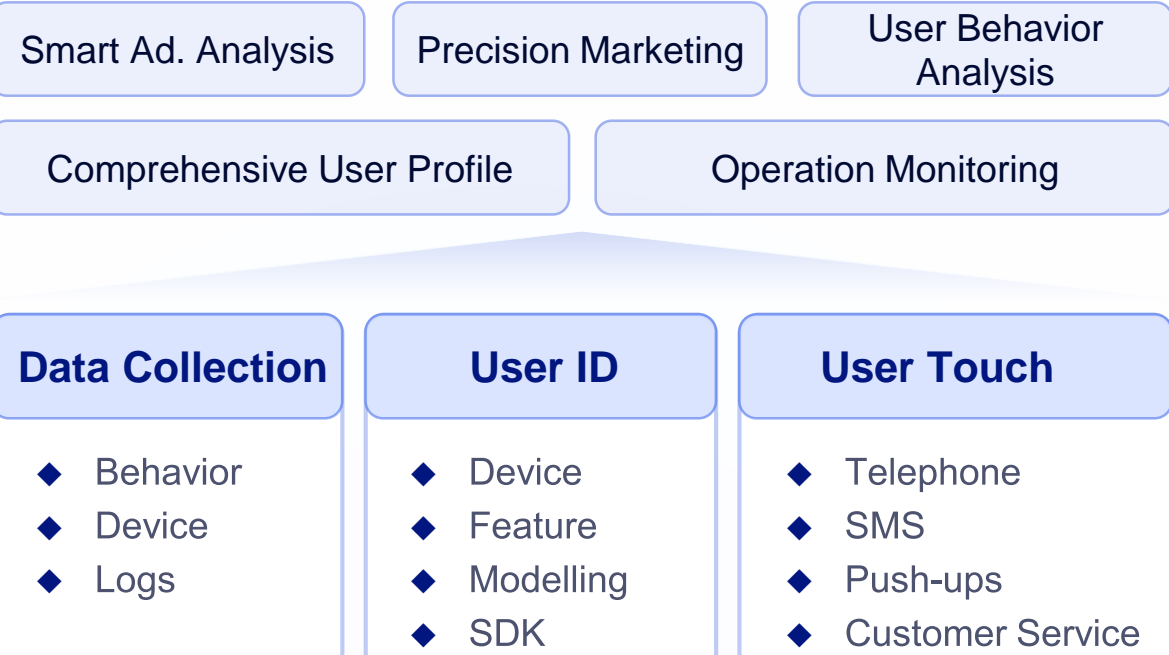 Smart Ad. Analysis
Precision Marketing
User Behavior
Analysis
Comprehensive User Profile
Operation Monitoring
Data Collection
User ID
User Touch
Behavior
Device
Logs
Device
Feature
Modelling
SDK
Telephone
SMS
Push-ups
Customer Service